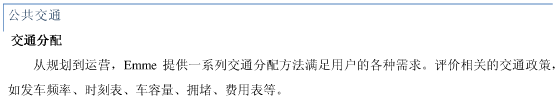 公共交通
交通分配
从规划到运营，Emme 提供一系列交通分配方法满足用户的各种需求。评价相关的交通政策，
如发车频率、时刻表、车容量、拥堵、费用表等。